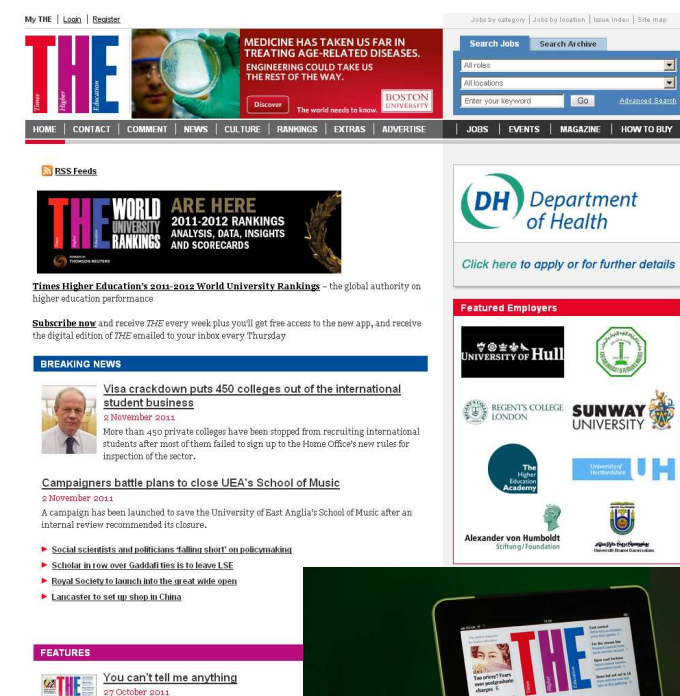 My THE | Login | Register
Jobs by category | Jobs by location | Issue index | Site map
THE
Times Higher Education
MEDICINE HAS TAKEN US FAR IN
TREATING AGE-RELATED DISEASES.
ENGINEERING COULD TAKE US
THE REST OF THE WAY.
Discover
The world needs to know.
BOSTON
UNIVERSITY
Search Jobs
Search Archive
All roles
All locations
Enter your keyword
Go
Advanced Search
HOME | CONTACT | COMMENT | NEWS | CULTURE | RANKINGS | EXTRAS | ADVERTISE | JOBS | EVENTS | MAGAZINE | HOW TO BUY
RSS Feeds
THE WORLD
UNIVERSITY
RANKINGS
POWERED BY
THOMSON REUTERS
ARE HERE
2011-2012 RANKINGS
ANALYSIS, DATA, INSIGHTS
AND SCORECARDS
Times Higher Education's 2011-2012 World University Rankings – the global authority on
higher education performance
Subscribe now and receive THE every week plus you'll get free access to the new app, and receive
the digital edition of THE emailed to your inbox every Thursday
BREAKING NEWS
Visa crackdown puts 450 colleges out of the international
student business
2 November 2011
More than 450 private colleges have been stopped from recruiting international
students after most of them failed to sign up to the Home Office's new rules for
inspection of the sector.
Campaigners battle plans to close UEA's School of Music
2 November 2011
A campaign has been launched to save the University of East Anglia's School of Music after an
internal review recommended its closure.
Social scientists and politicians 'falling short' on policymaking
Scholar in row over Gaddafi ties is to leave LSE
Royal Society to launch into the great wide open
Lancaster to set up shop in China
FEATURES
THE
You can't tell me anything
27 October 2011
DH Department
of Health
Click here to apply or for further details
Featured Employers
UNIVERSITY OF Hull
REGENT'S COLLEGE
LONDON
SUNWAY
UNIVERSITY
The
Higher
Education
Academy
University of
Hertfordshire UH
Alexander von Humboldt
Stiftung/Foundation
Universiti Brunei Darussalam
THE
Too pricey? Fears
over postgraduate
charges 6